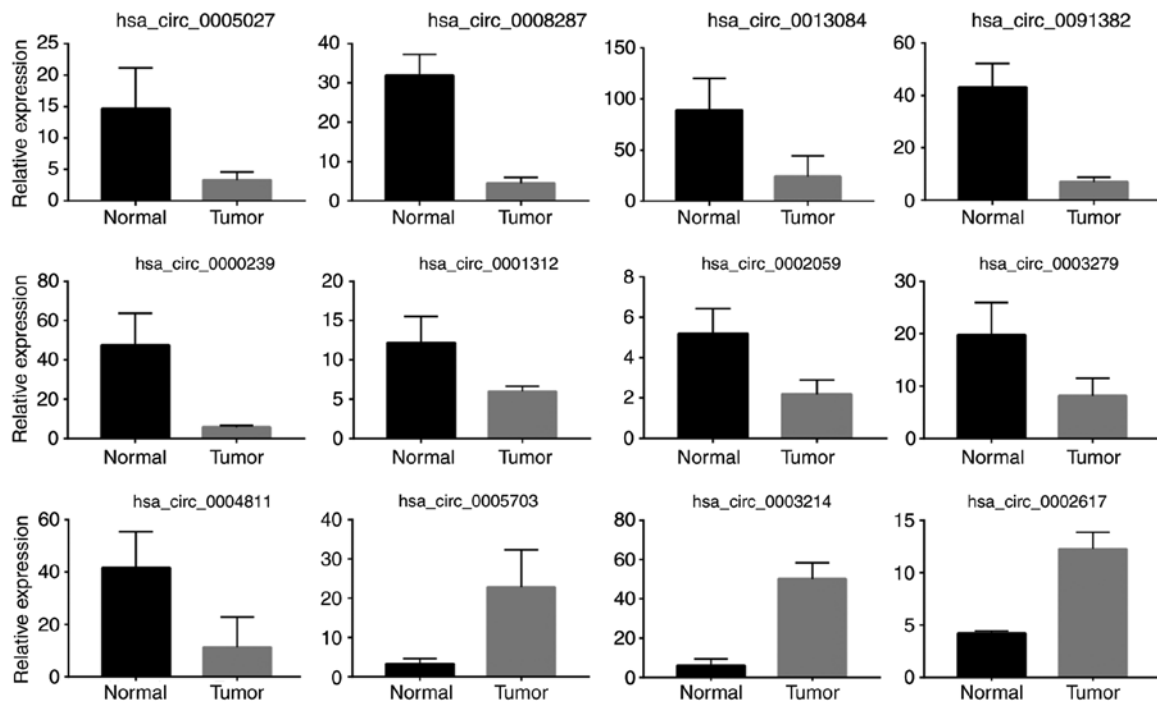 hsa_circ_0005027
hsa_circ_0008287
hsa_circ_0013084
hsa_circ_0091382
Relative expression
25
20
15
10
5
0
Normal Tumor
40
30
20
10
0
Normal Tumor
150
100
50
0
Normal Tumor
60
40
20
0
Normal Tumor
hsa_circ_0000239
hsa_circ_0001312
hsa_circ_0002059
hsa_circ_0003279
Relative expression
80
60
40
20
0
Normal Tumor
20
15
10
5
0
Normal Tumor
8
6
4
2
0
Normal Tumor
30
20
10
0
Normal Tumor
hsa_circ_0004811
hsa_circ_0005703
hsa_circ_0003214
hsa_circ_0002617
Relative expression
60
40
20
0
Normal Tumor
40
30
20
10
0
Normal Tumor
80
60
40
20
0
Normal Tumor
15
10
5
0
Normal Tumor